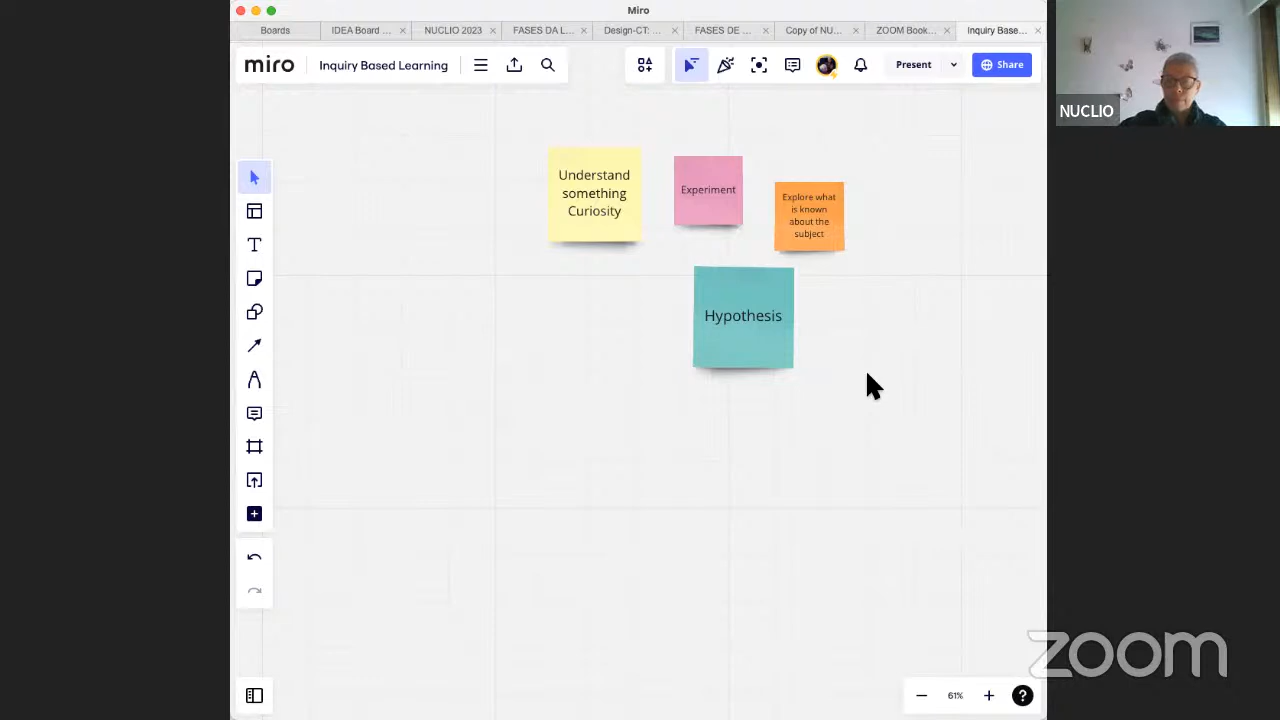 Miro
Boards
IDEA Board ...
NUCLIO 2023
FASES DA L...
Design-CT: ...
FASES DE ...
Copy of NU...
ZOOM Book...
Inquiry Base...
miro
Inquiry Based Learning
Present
Share
NUCLIO
Understand
something
Curiosity
Experiment
Explore what
is known
about the
subject
Hypothesis
61%
zoom